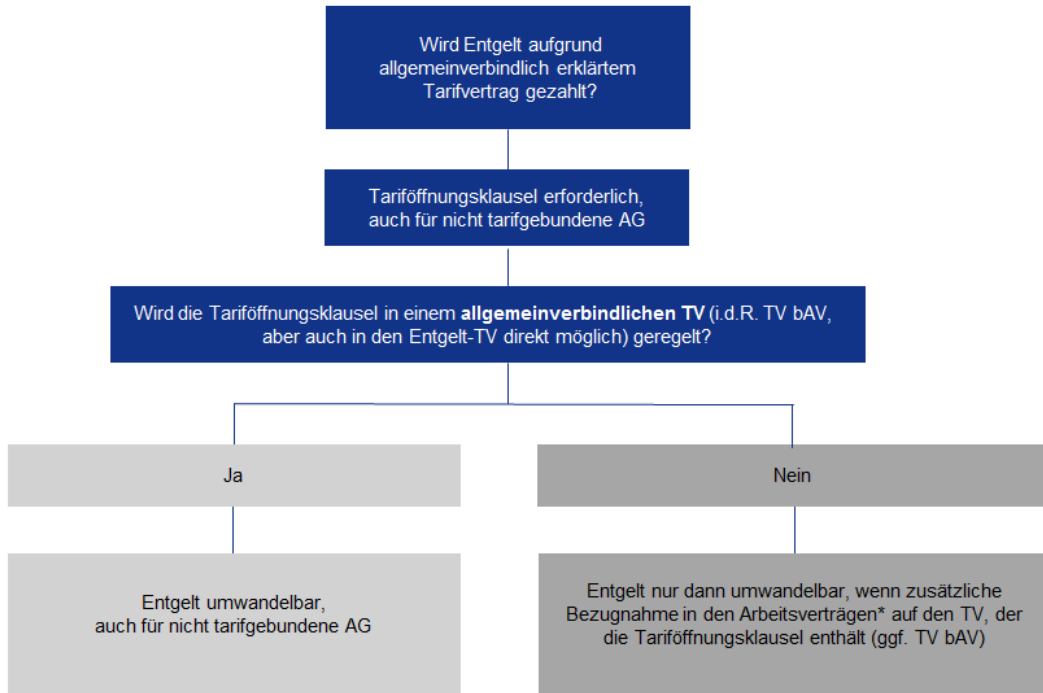 Wird Entgelt aufgrund
allgemeinverbindlich erklärtem
Tarifvertrag gezahlt?
Tariföffnungsklausel erforderlich,
auch für nicht tarifgebundene AG
Wird die Tariföffnungsklausel in einem allgemeinverbindlichen TV (i.d.R. TV bAV,
aber auch in den Entgelt-TV direkt möglich) geregelt?
Ja
Nein
Entgelt umwandelbar,
auch für nicht tarifgebundene AG
Entgelt nur dann umwandelbar, wenn zusätzliche
Bezugnahme in den Arbeitsverträgen* auf den TV, der
die Tariföffnungsklausel enthält (ggf. TV bAV)